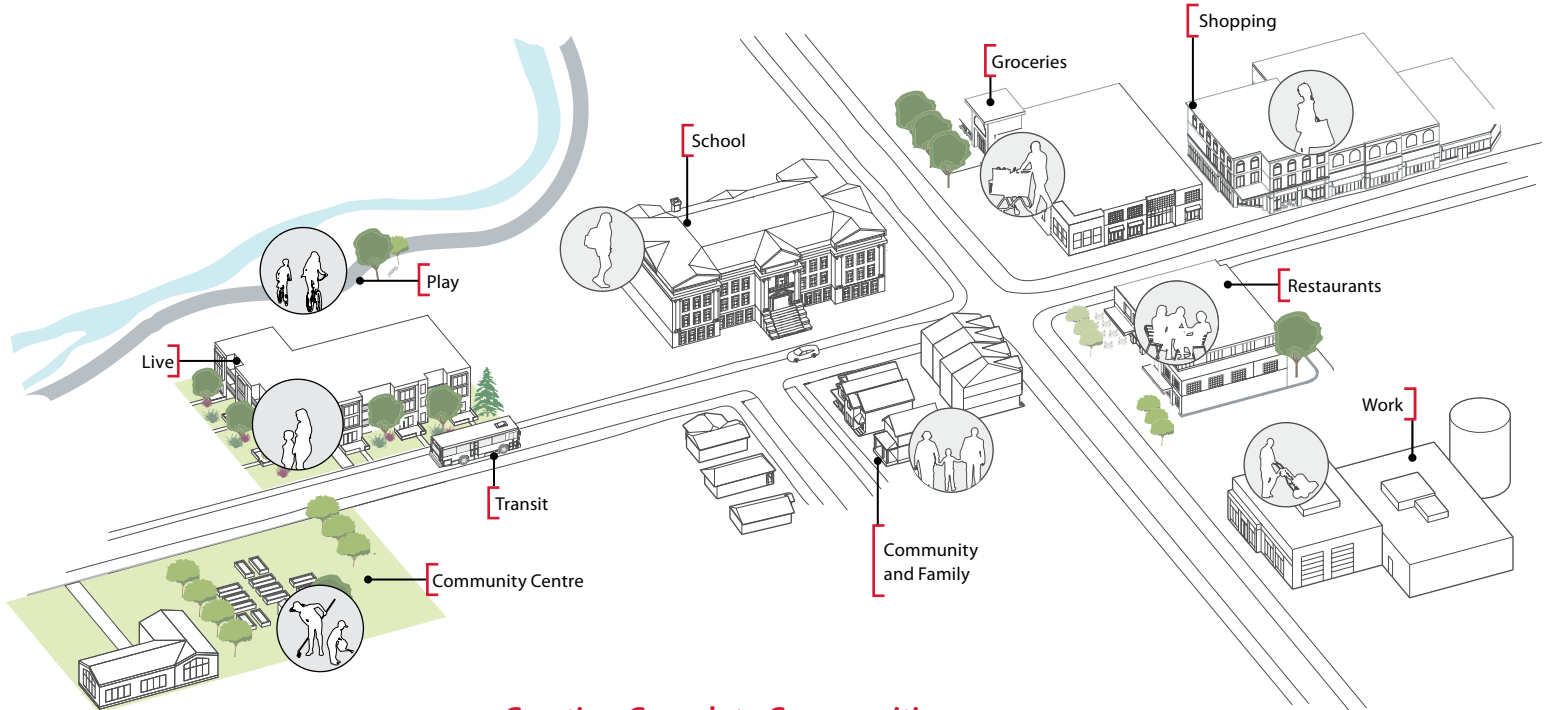 Shopping
Groceries
School
Play
Restaurants
Live
Work
Transit
Community
and Family
Community Centre